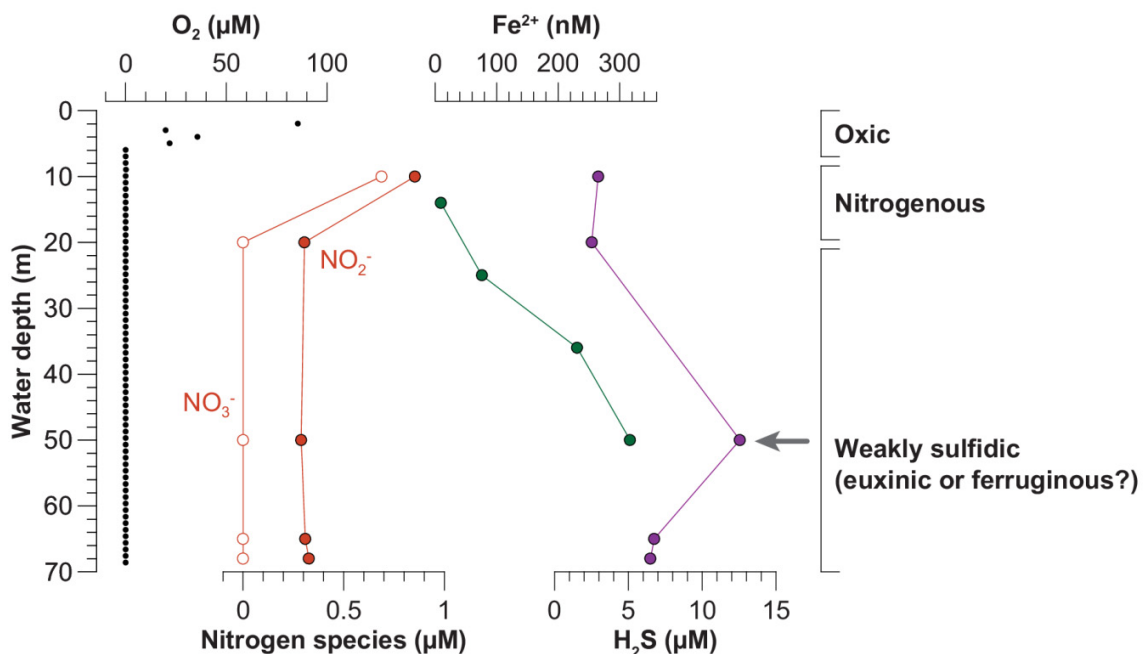 O₂ (µM)
Fe²⁺ (nM)
0 50 100
0 100 200 300
0
10
20
30
40
50
60
70
Water depth (m)
NO₂⁻
NO₃⁻
Oxic
Nitrogenous
Weakly sulfidic
(euxinic or ferruginous?)
0 0.5 1
0 5 10 15
Nitrogen species (µM)
H₂S (µM)